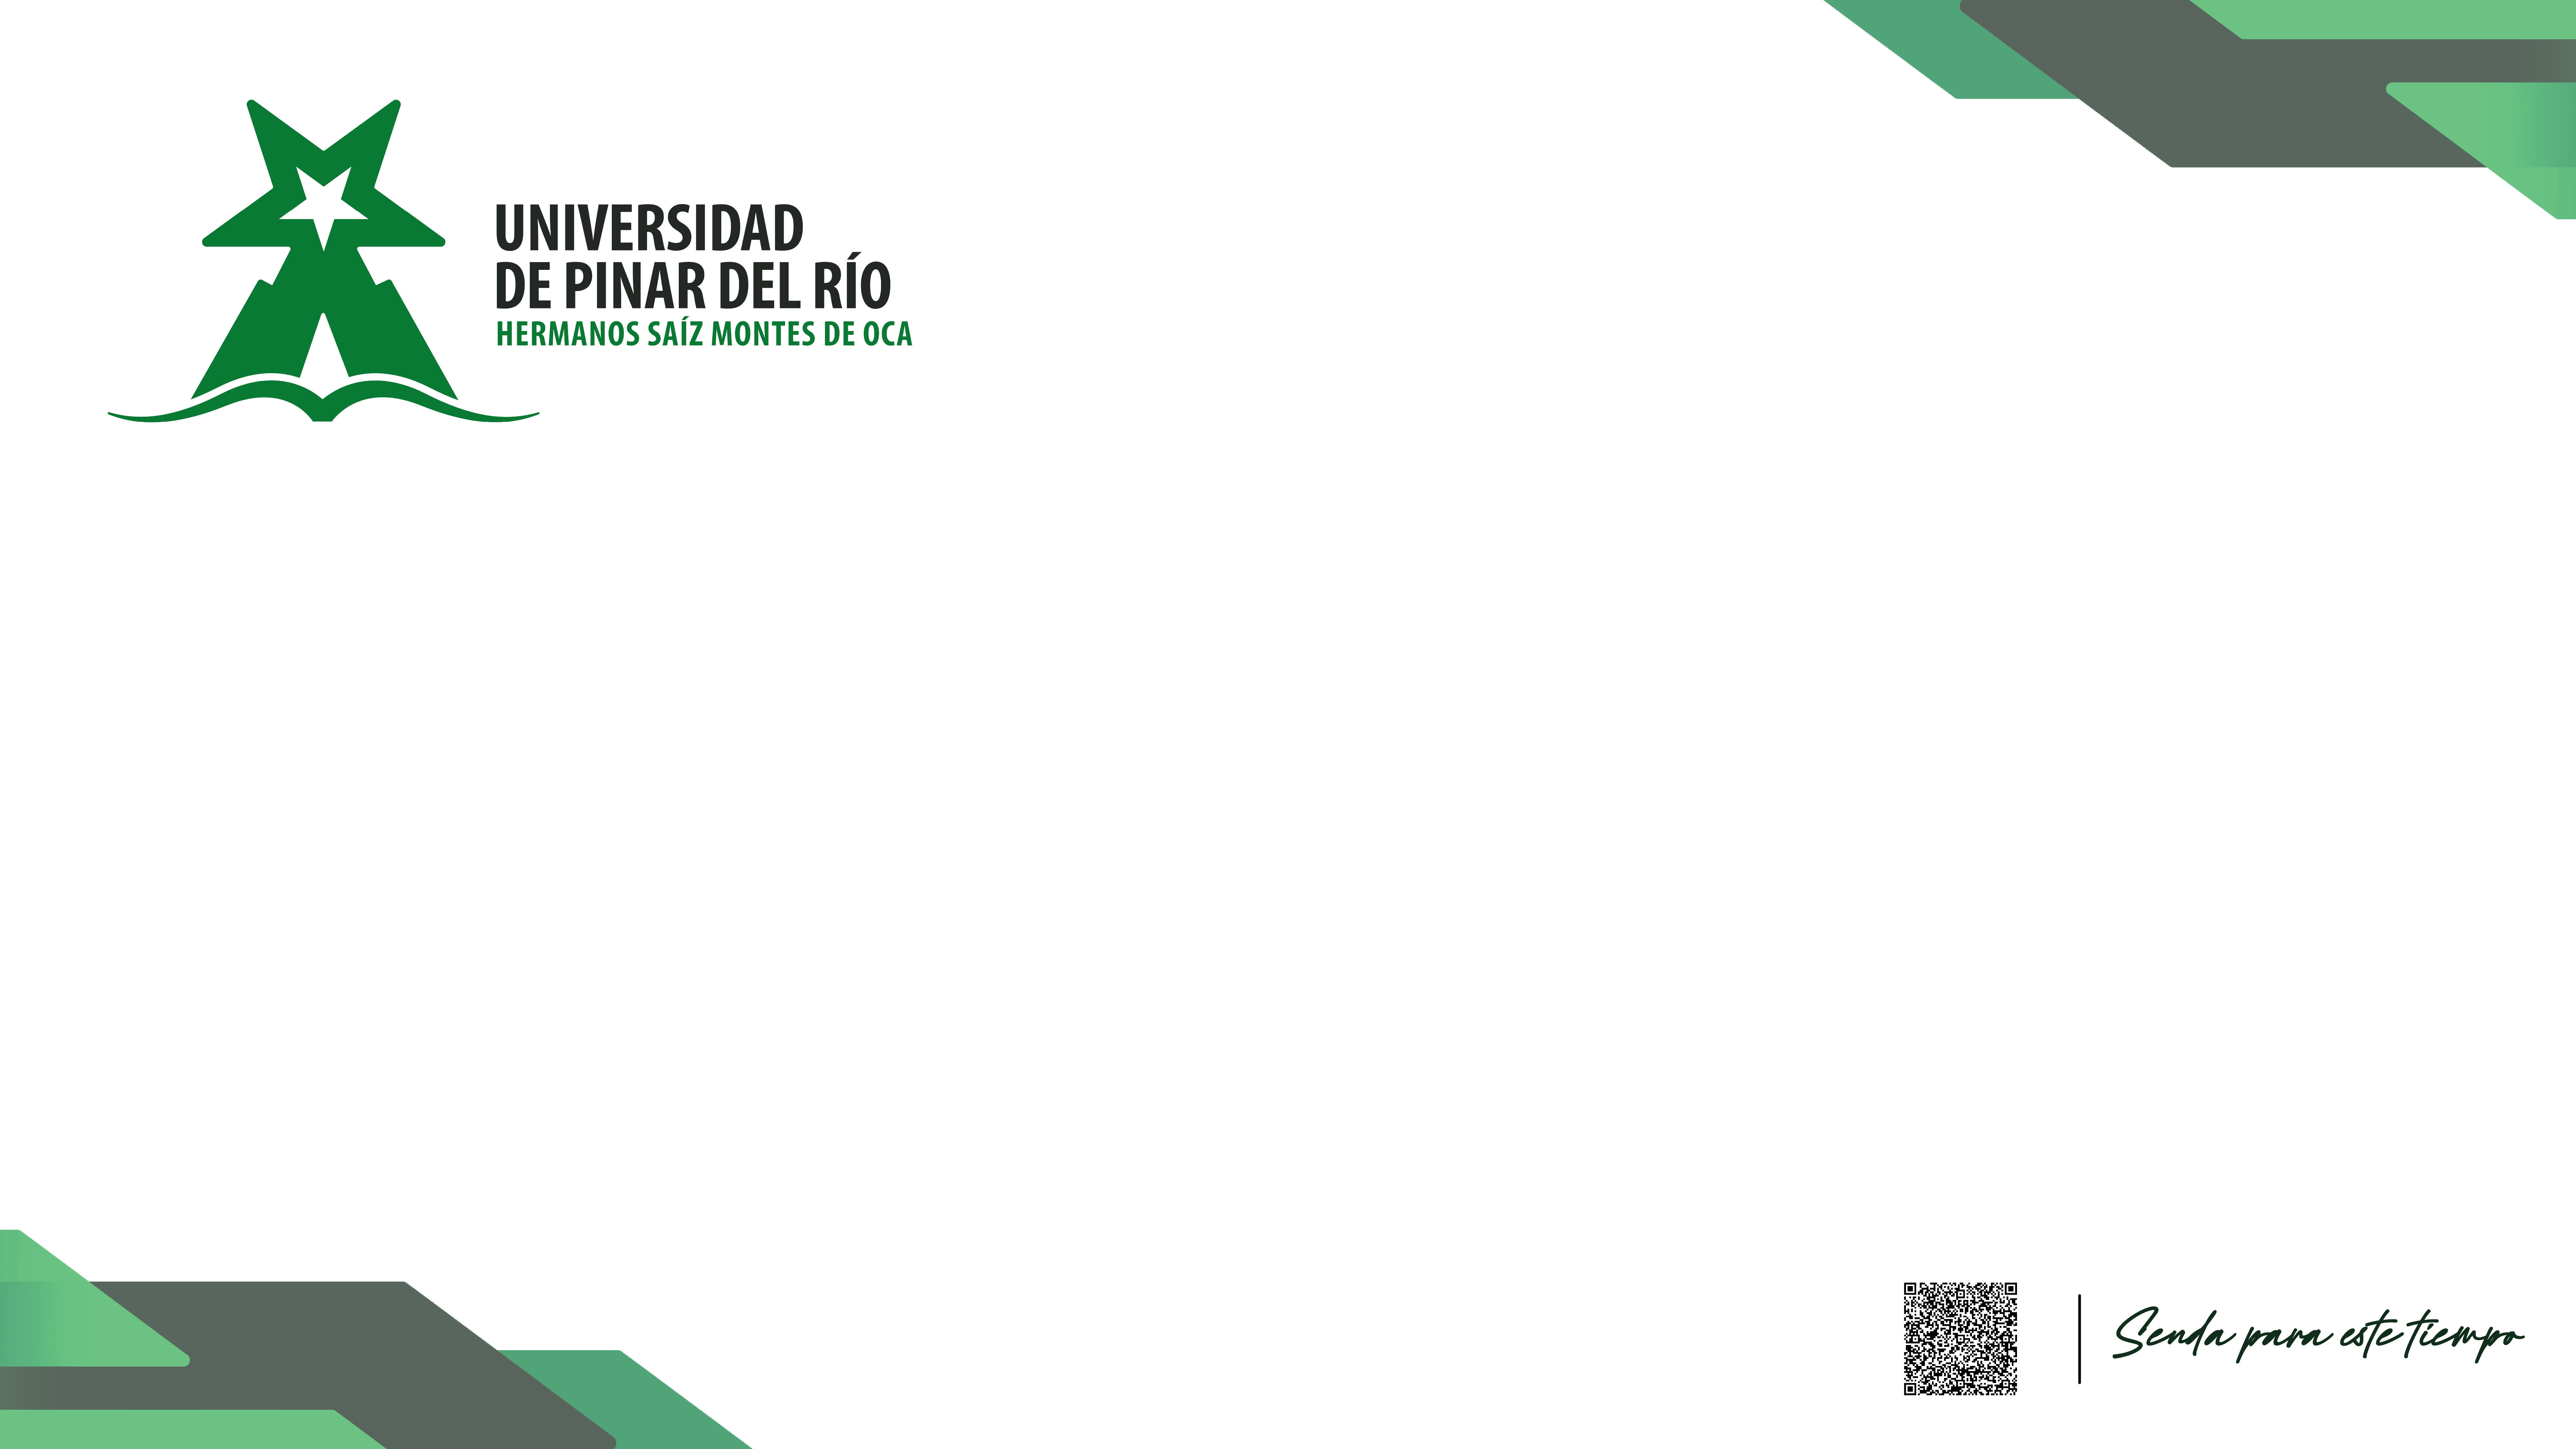 UNIVERSIDAD
DE PINAR DEL RÍO
HERMANOS SAÍZ MONTES DE OCA
Senda para este tiempo